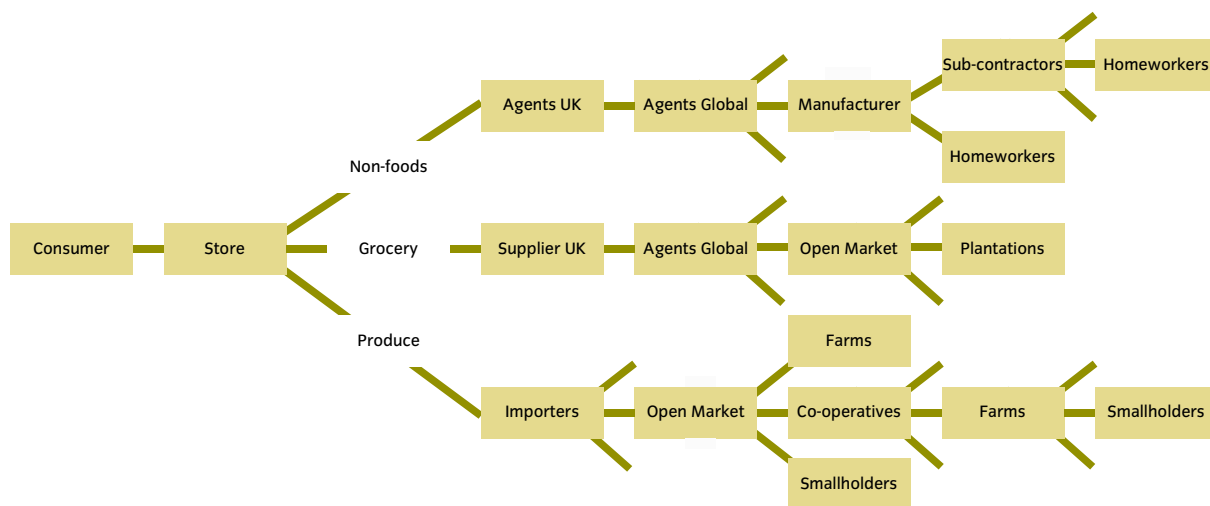 Sub-contractors
Homeworkers
Agents UK
Agents Global
Manufacturer
Homeworkers
Non-foods
Consumer
Store
Grocery
Supplier UK
Agents Global
Open Market
Plantations
Produce
Farms
Importers
Open Market
Co-operatives
Farms
Smallholders
Smallholders